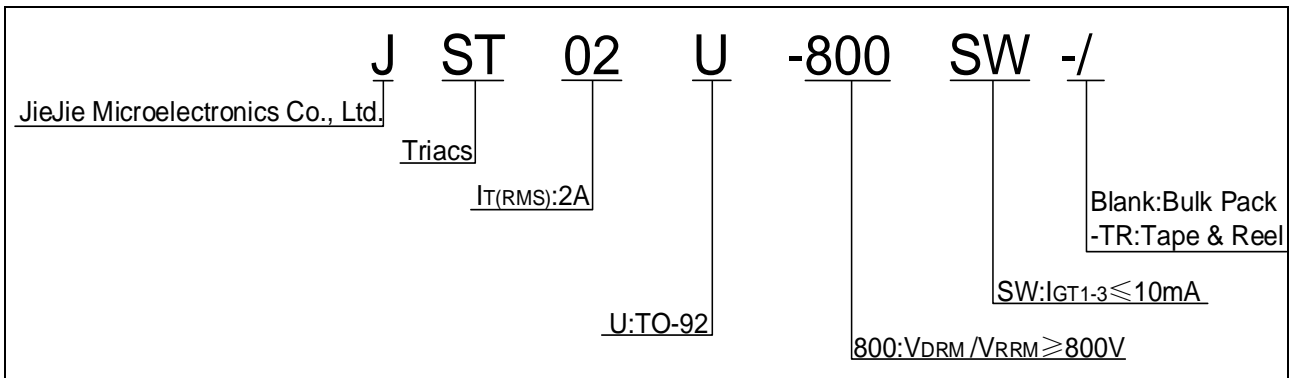 J ST 02 U -800 SW -/
JieJie Microelectronics Co., Ltd.
Triacs
IT(RMS):2A
Blank:Bulk Pack
-TR:Tape & Reel
SW:IGT1-3≤10mA
U:TO-92
800:VDRM /VRRM≥800V